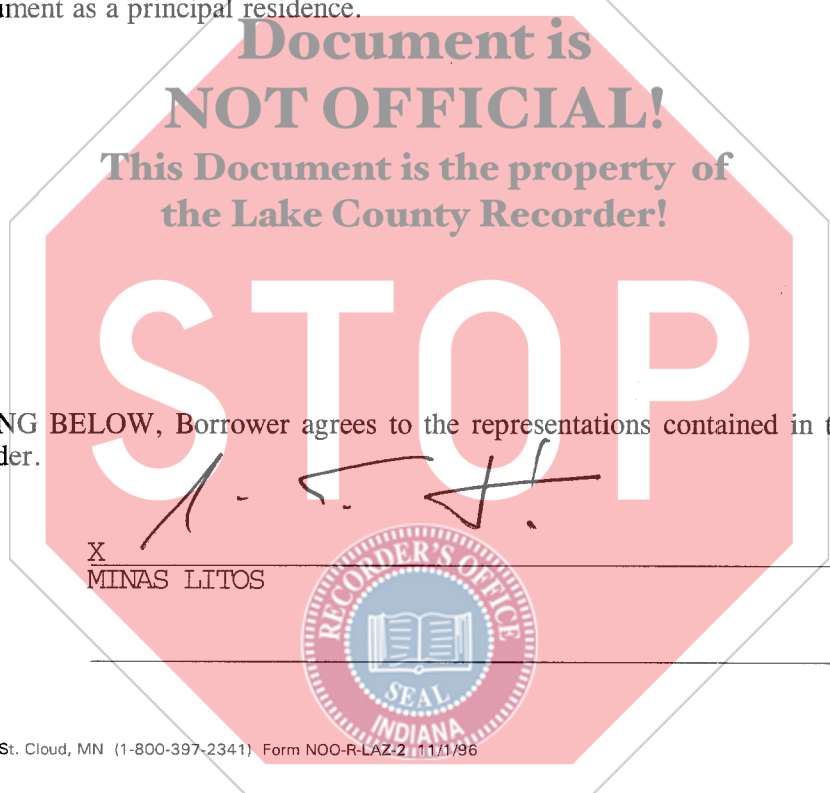 ument as a principal residence.
Document is
NOT OFFICIAL!
This Document is the property of
the Lake County Recorder!
STOP
NG BELOW, Borrower agrees to the representations contained in t
der.
X
MINAS LITOS
RECORDER'S OFFICE
SEAL
INDIANA
St. Cloud, MN (1-800-397-2341) Form NOO-R-LAZ-2 11/1/96